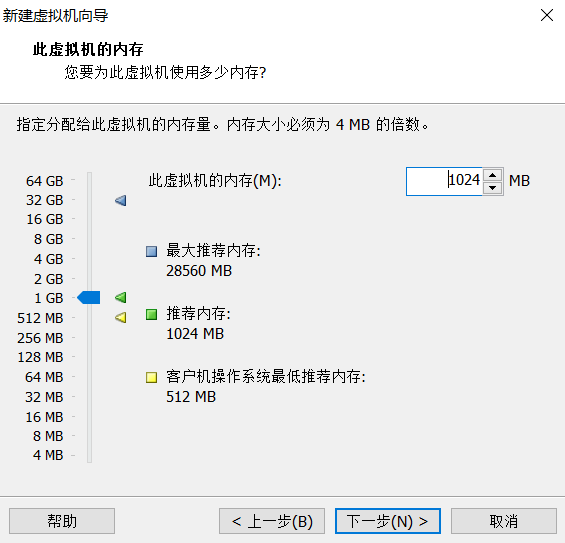 新建虚拟机向导
此虚拟机的内存
您要为此虚拟机使用多少内存?
指定分配给此虚拟机的内存量。内存大小必须为 4 MB 的倍数。
64 GB
32 GB
16 GB
8 GB
4 GB
2 GB
1 GB
512 MB
256 MB
128 MB
64 MB
32 MB
16 MB
8 MB
4 MB
此虚拟机的内存(M): 1024 MB
最大推荐内存:
28560 MB
推荐内存:
1024 MB
客户机操作系统最低推荐内存:
512 MB
帮助 < 上一步(B) 下一步(N) > 取消